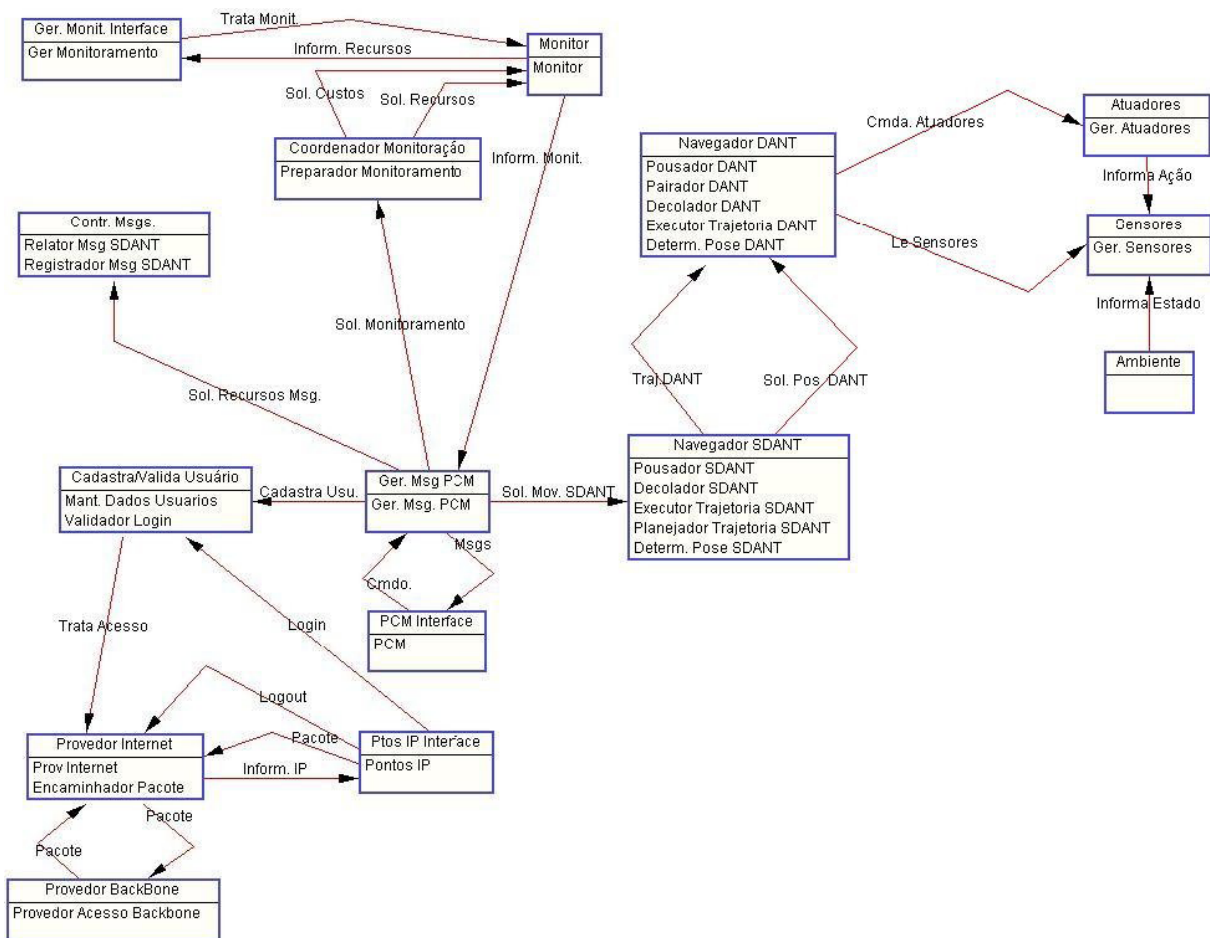 Trata Monit.
Ger. Monit. Interface
Ger Monitoramento
Inform. Recursos
Monitor
Monitor
Sol. Custos
Sol. Recursos
Coordenador Monitoração
Preparador Monitoramento
Inform. Monit.
Navegador DANT
Pousador DANT
Pairador DANT
Decolador DANT
Executor Trajetoria DANT
Determ. Pose DANT
Cmda. Atuadores
Atuadores
Ger. Atuadores
Informa Ação
Le Sensores
Sensores
Ger. Sensores
Informa Estado
Ambiente
Contr. Msgs.
Relator Msg SDANT
Registrador Msg SDANT
Sol. Monitoramento
Sol. Recursos Msg.
Traj.DANT
Sol. Pos. DANT
Navegador SDANT
Pousador SDANT
Decolador SDANT
Executor Trajetoria SDANT
Planejador Trajetoria SDANT
Determ. Pose SDANT
Cadastra/Valida Usuário
Mant. Dados Usuarios
Validador Login
Cadastra Usu.
Ger. Msg PCM
Ger. Msg. PCM
Sol. Mov. SDANT
Msgs
Cmdo.
PCM Interface
PCM
Trata Acesso
Login
Logout
Provedor Internet
Prov Internet
Encaminhador Pacote
Pacote
Inform. IP
Ptos IP Interface
Pontos IP
Pacote
Pacote
Provedor BackBone
Provedor Acesso Backbone